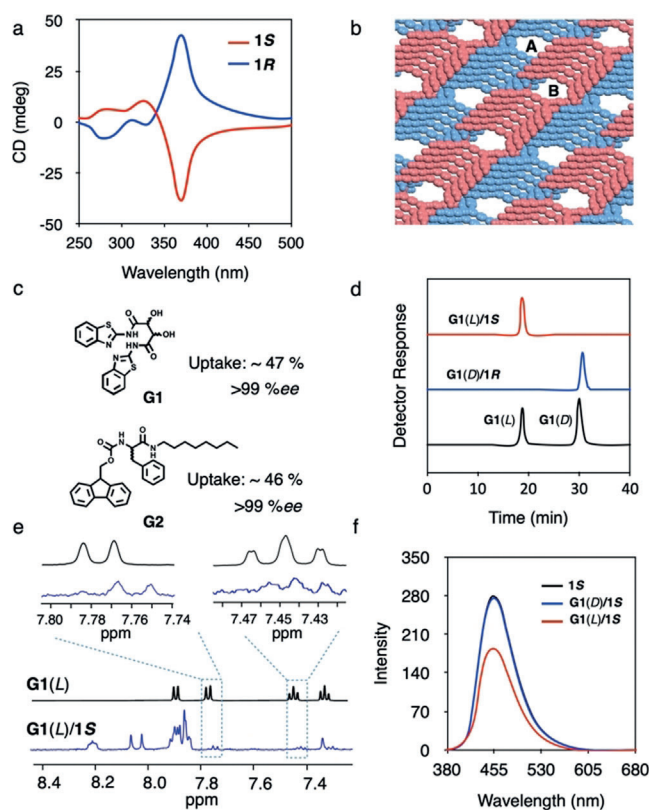 a
50
25
0
-25
-50
CD (mdeg)
1S
1R
250 300 350 400 450 500
Wavelength (nm)
b
A
B
c
S
N
NH
O
OH
OH
HN
O
N
S
G1
Uptake: ~ 47 %
>99 %ee
O
N
H
O
H
N
O
G2
Uptake: ~ 46 %
>99 %ee
d
Detector Response
G1(L)/1S
G1(D)/1R
G1(L) G1(D)
0 10 20 30 40
Time (min)
e
7.80 7.78 7.76 7.74
ppm
7.47 7.45 7.43
ppm
G1(L)
G1(L)/1S
8.4 8.2 8.0 7.8 7.6 7.4
ppm
f
350
280
210
140
70
0
Intensity
1S
G1(D)/1S
G1(L)/1S
380 455 530 605 680
Wavelength (nm)